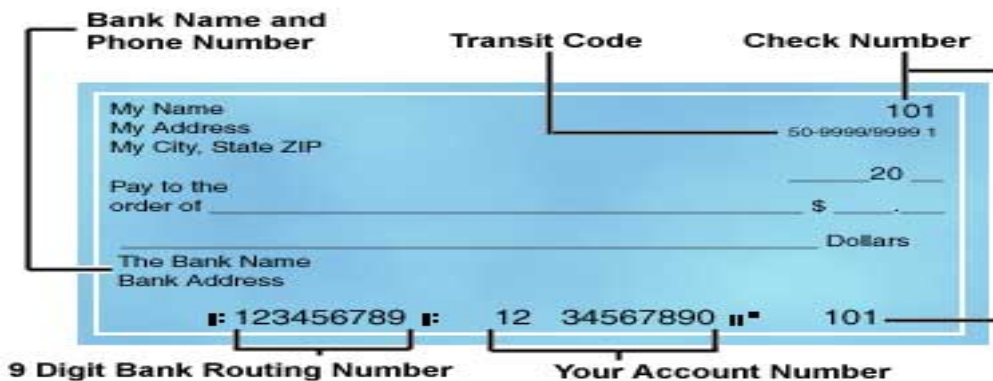 Bank Name and
Phone Number
Transit Code
Check Number
My Name
101
My Address
50-9999/9999 1
My City, State ZIP
20
Pay to the
order of $ .
Dollars
The Bank Name
Bank Address
⑆ 123456789 ⑆ 12 34567890 ⑈ 101
9 Digit Bank Routing Number
Your Account Number